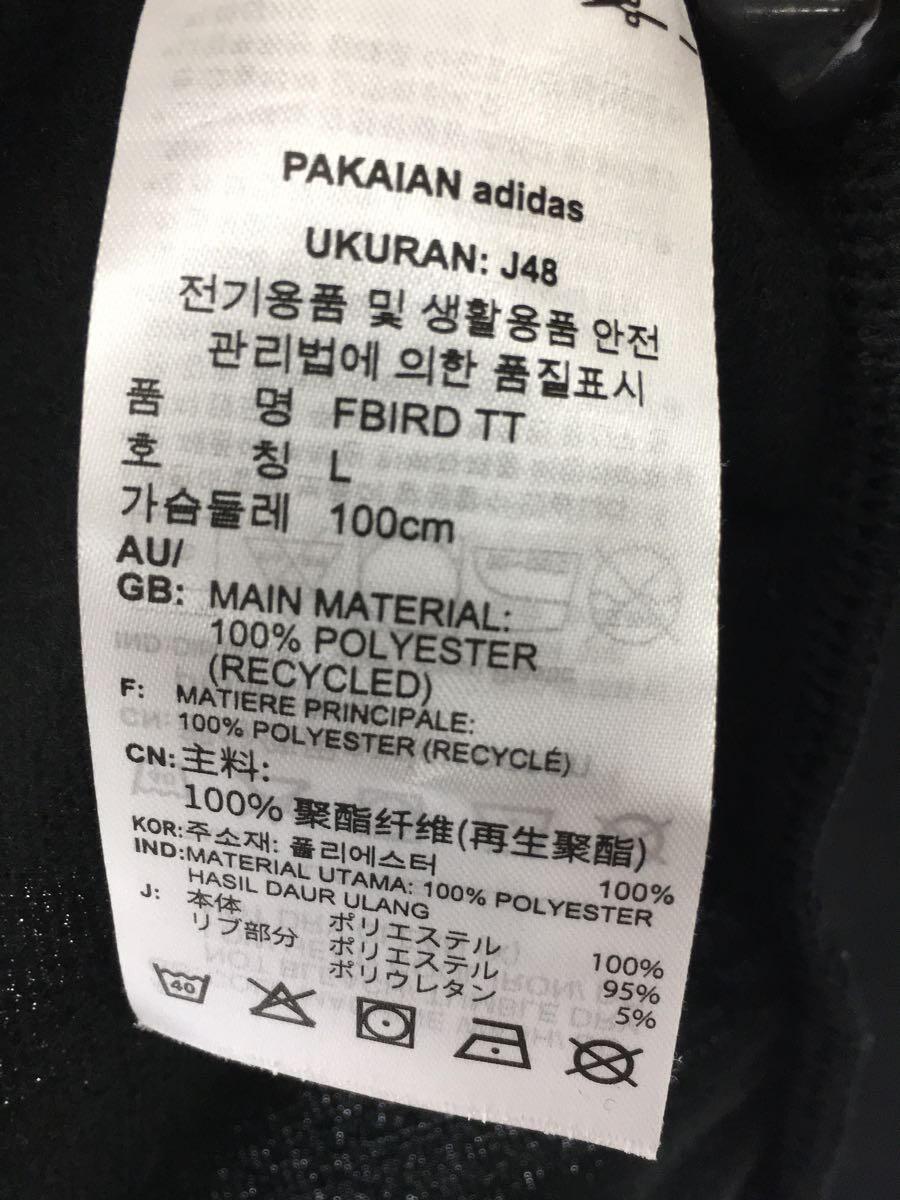 PAKAIAN adidas
UKURAN: J48
전기용품 및 생활용품 안전
관리법에 의한 품질표시
품 명 FBIRD TT
호 칭 L
가슴둘레 100cm
AU/
GB: MAIN MATERIAL:
100% POLYESTER
(RECYCLED)
F: MATIERE PRINCIPALE:
100% POLYESTER (RECYCLÉ)
CN: 主料:
100% 聚酯纤维(再生聚酯)
KOR: 주소재: 폴리에스터 100%
IND: MATERIAL UTAMA: 100% POLYESTER
HASIL DAUR ULANG
J: 本体 ポリエステル 100%
リブ部分 ポリエステル 95%
ポリウレタン 5%
40